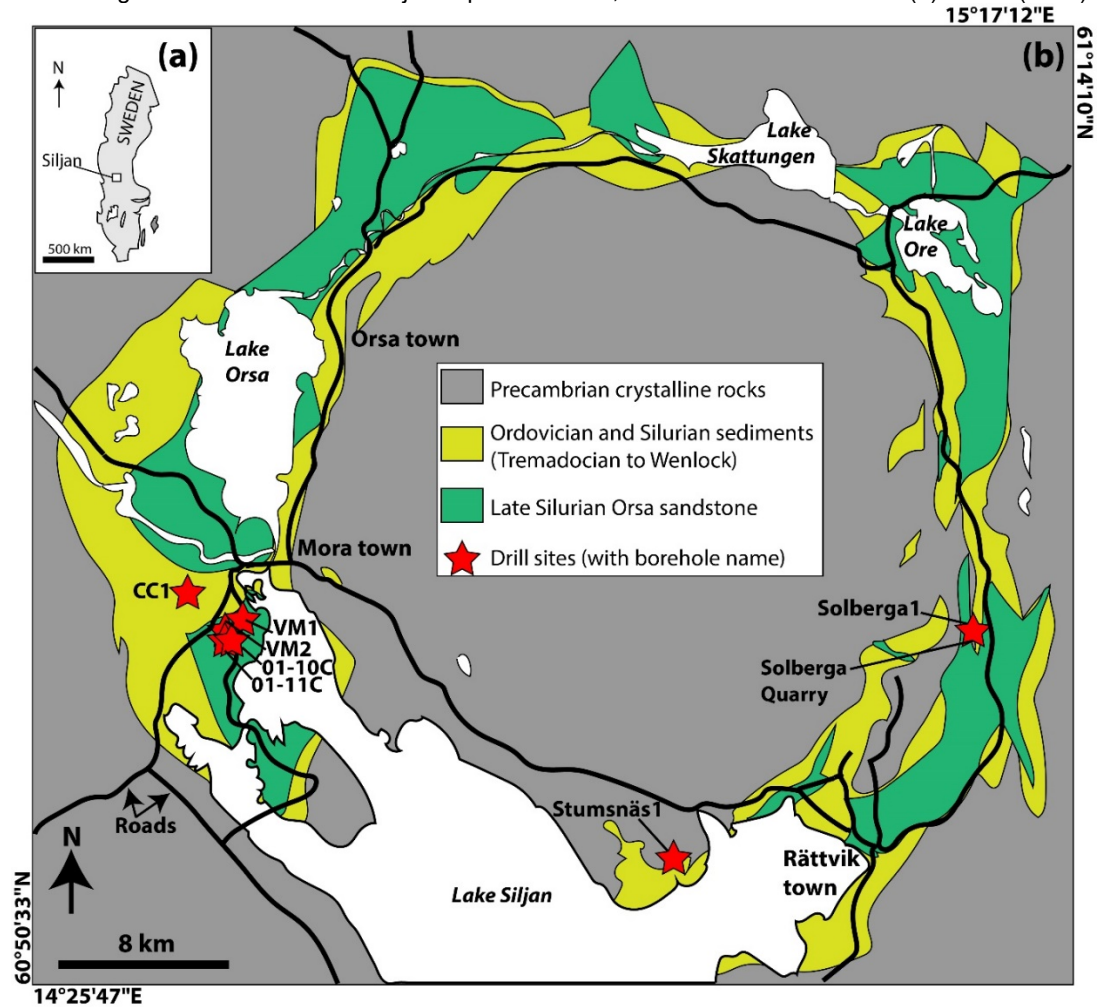 15°17'12"E
61°14'10"N
(a)
N
SWEDEN
Siljan
500 km
(b)
Lake
Skattungen
Lake
Ore
Orsa town
Lake
Orsa
Precambrian crystalline rocks
Ordovician and Silurian sediments
(Tremadocian to Wenlock)
Late Silurian Orsa sandstone
Drill sites (with borehole name)
Mora town
CC1
VM1
VM2
01-10C
01-11C
Solberga1
Solberga
Quarry
Stumsnäs1
Roads
N
Rättvik
town
Lake Siljan
8 km
60°50'33"N
14°25'47"E